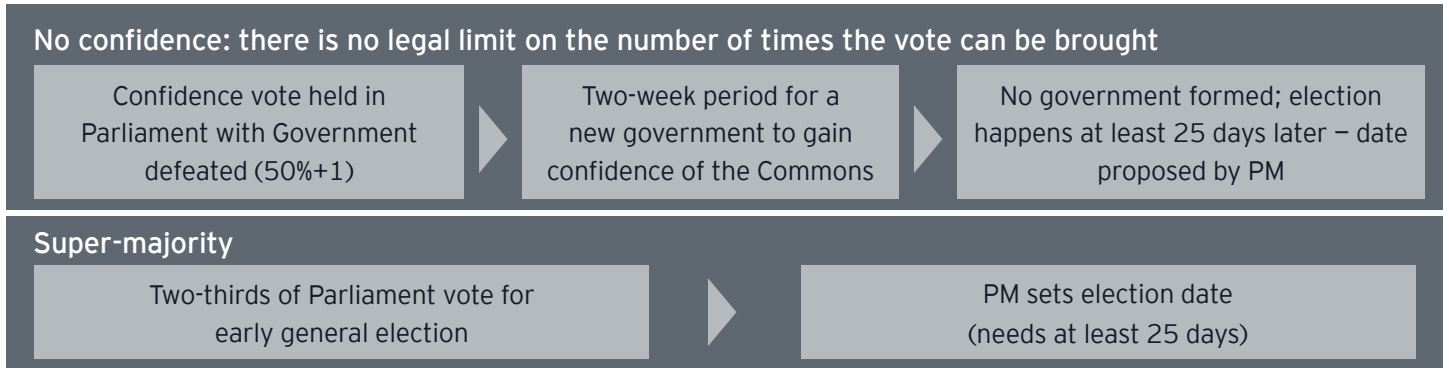 No confidence: there is no legal limit on the number of times the vote can be brought
Confidence vote held in
Parliament with Government
defeated (50%+1)
Two-week period for a
new government to gain
confidence of the Commons
No government formed; election
happens at least 25 days later – date
proposed by PM
Super-majority
Two-thirds of Parliament vote for
early general election
PM sets election date
(needs at least 25 days)